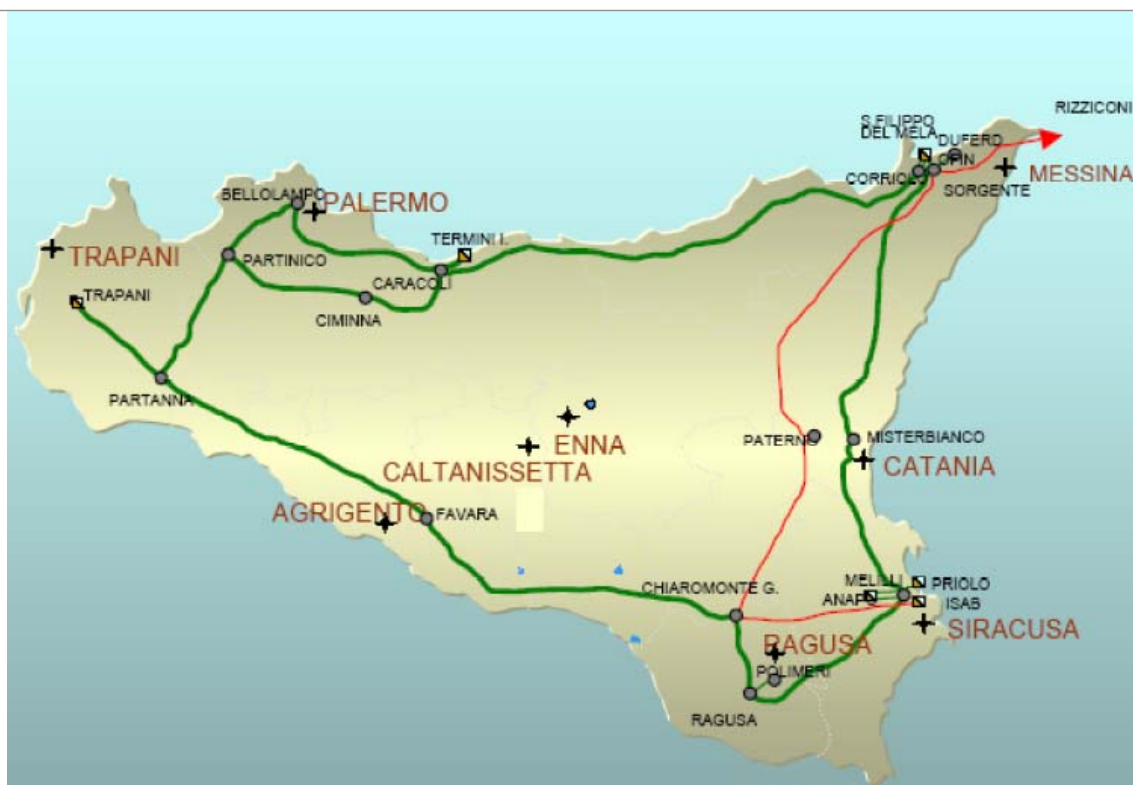 RIZZICONI
S.FILIPPO
DEL MELA
DUFERD
CORRIOLO
SORGENTE
MESSINA
BELLOLAMPO
PALERMO
TERMINI I.
TRAPANI
PARTINICO
TRAPANI
CARACOLI
CIMINNA
PARTANNA
ENNA
PATERNO
MISTERBIANCO
CALTANISSETTA
CATANIA
AGRIGENTO
FAVARA
CHIAROMONTE G.
MELILLI
PRIOLO
ANAPO
ISAB
SIRACUSA
RAGUSA
POLIMERI
RAGUSA